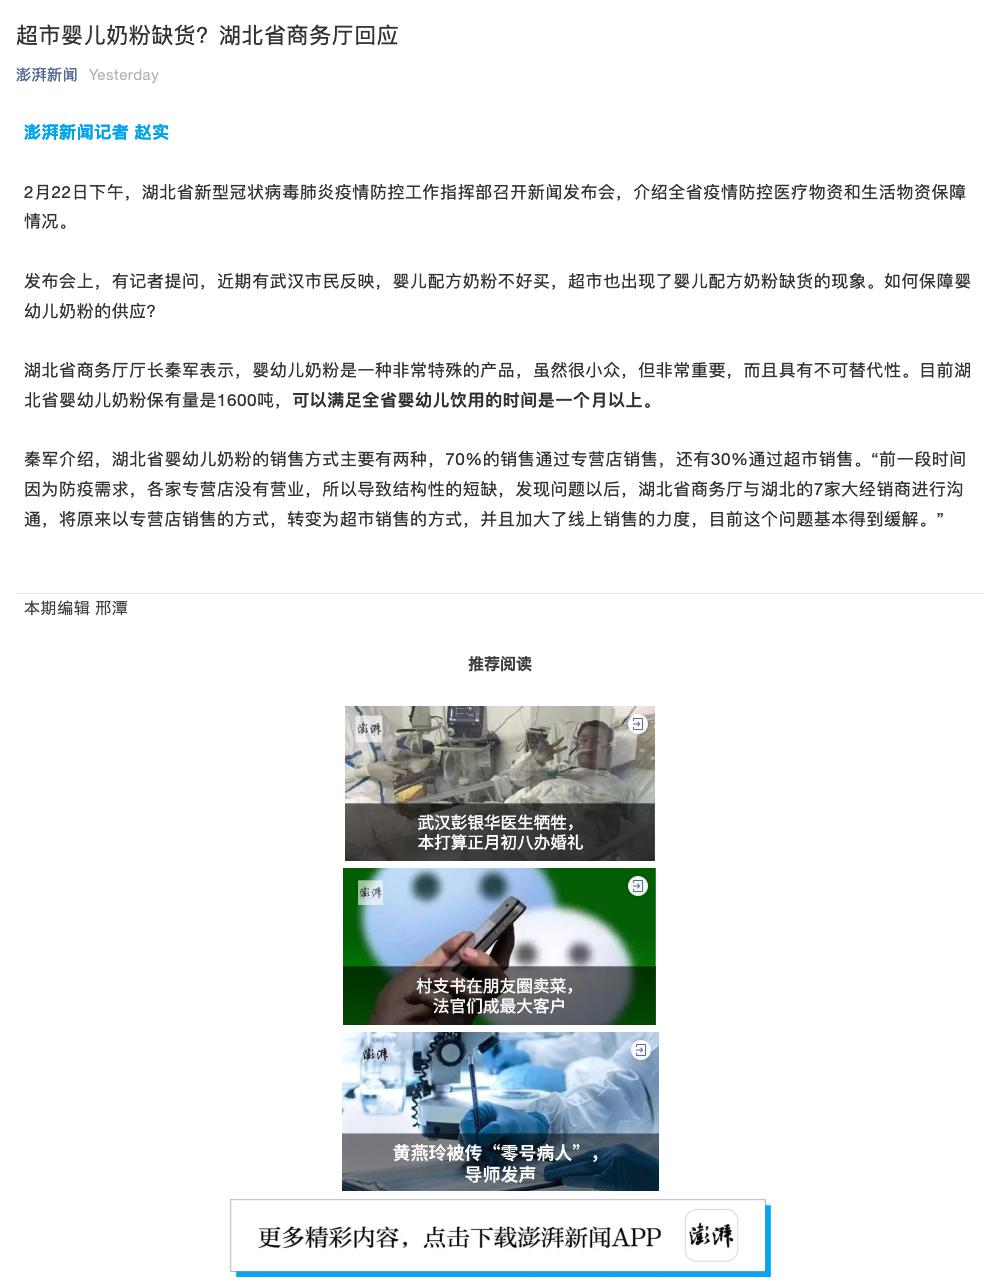 超市婴儿奶粉缺货？湖北省商务厅回应
澎湃新闻 Yesterday
澎湃新闻记者 赵实
2月22日下午，湖北省新型冠状病毒肺炎疫情防控工作指挥部召开新闻发布会，介绍全省疫情防控医疗物资和生活物资保障
情况。
发布会上，有记者提问，近期有武汉市民反映，婴儿配方奶粉不好买，超市也出现了婴儿配方奶粉缺货的现象。如何保障婴
幼儿奶粉的供应？
湖北省商务厅厅长秦军表示，婴幼儿奶粉是一种非常特殊的产品，虽然很小众，但非常重要，而且具有不可替代性。目前湖
北省婴幼儿奶粉保有量是1600吨，可以满足全省婴幼儿饮用的时间是一个月以上。
秦军介绍，湖北省婴幼儿奶粉的销售方式主要有两种，70%的销售通过专营店销售，还有30%通过超市销售。“前一段时间
因为防疫需求，各家专营店没有营业，所以导致结构性的短缺，发现问题以后，湖北省商务厅与湖北的7家大经销商进行沟
通，将原来以专营店销售的方式，转变为超市销售的方式，并且加大了线上销售的力度，目前这个问题基本得到缓解。”
本期编辑 邢潭
推荐阅读
澎湃
武汉彭银华医生牺牲，
本打算正月初八办婚礼
澎湃
村支书在朋友圈卖菜，
法官们成最大客户
澎湃
黄燕玲被传“零号病人”，
导师发声
更多精彩内容，点击下载澎湃新闻APP 澎湃